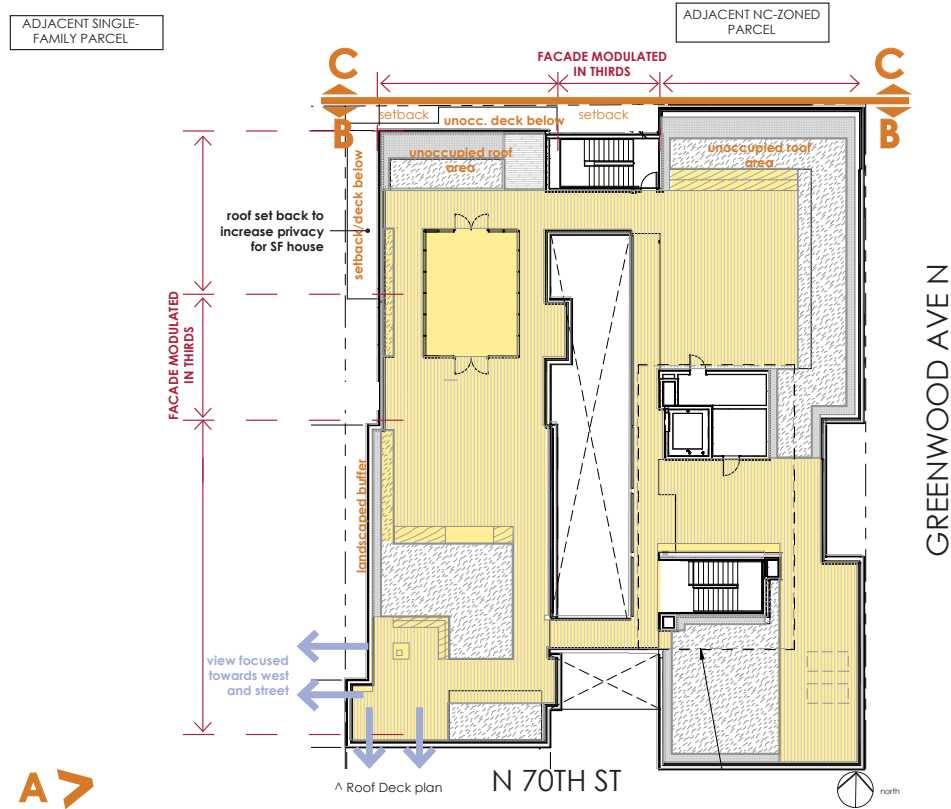 ADJACENT SINGLE-
FAMILY PARCEL
ADJACENT NC-ZONED
PARCEL
FACADE MODULATED
IN THIRDS
C
C
B
B
setback
unocc. deck below
setback
unoccupied roof
area
unoccupied roof
area
roof set back to
increase privacy
for SF house
setback/deck below
FACADE MODULATED
IN THIRDS
landscaped buffer
GREENWOOD AVE N
view focused
towards west
and street
A
^ Roof Deck plan
N 70TH ST
north